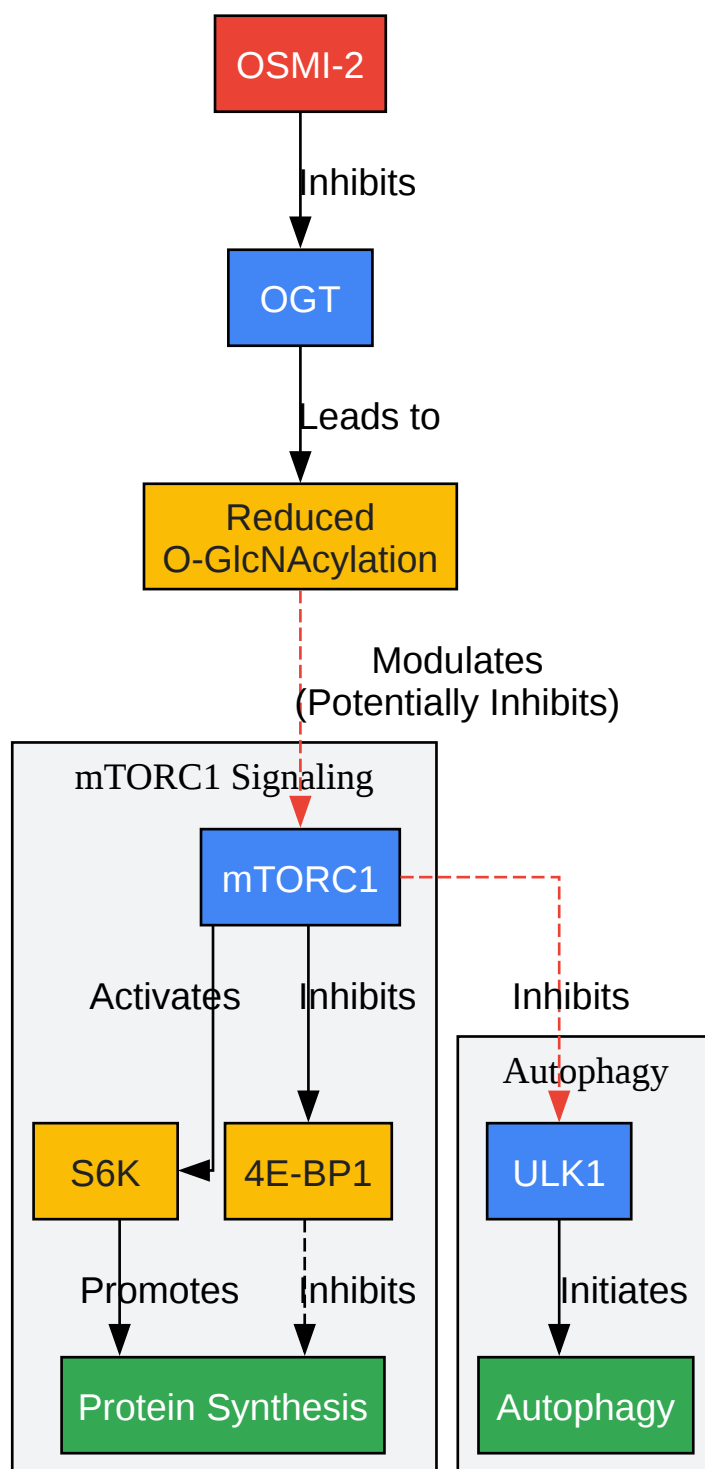 OSMI-2
Inhibits
OGT
Leads to
Reduced
O-GlcNAcylation
Modulates
(Potentially Inhibits)
mTORC1 Signaling
mTORC1
Activates
Inhibits
Inhibits
Autophagy
S6K
4E-BP1
ULK1
Promotes
Inhibits
Initiates
Protein Synthesis
Autophagy